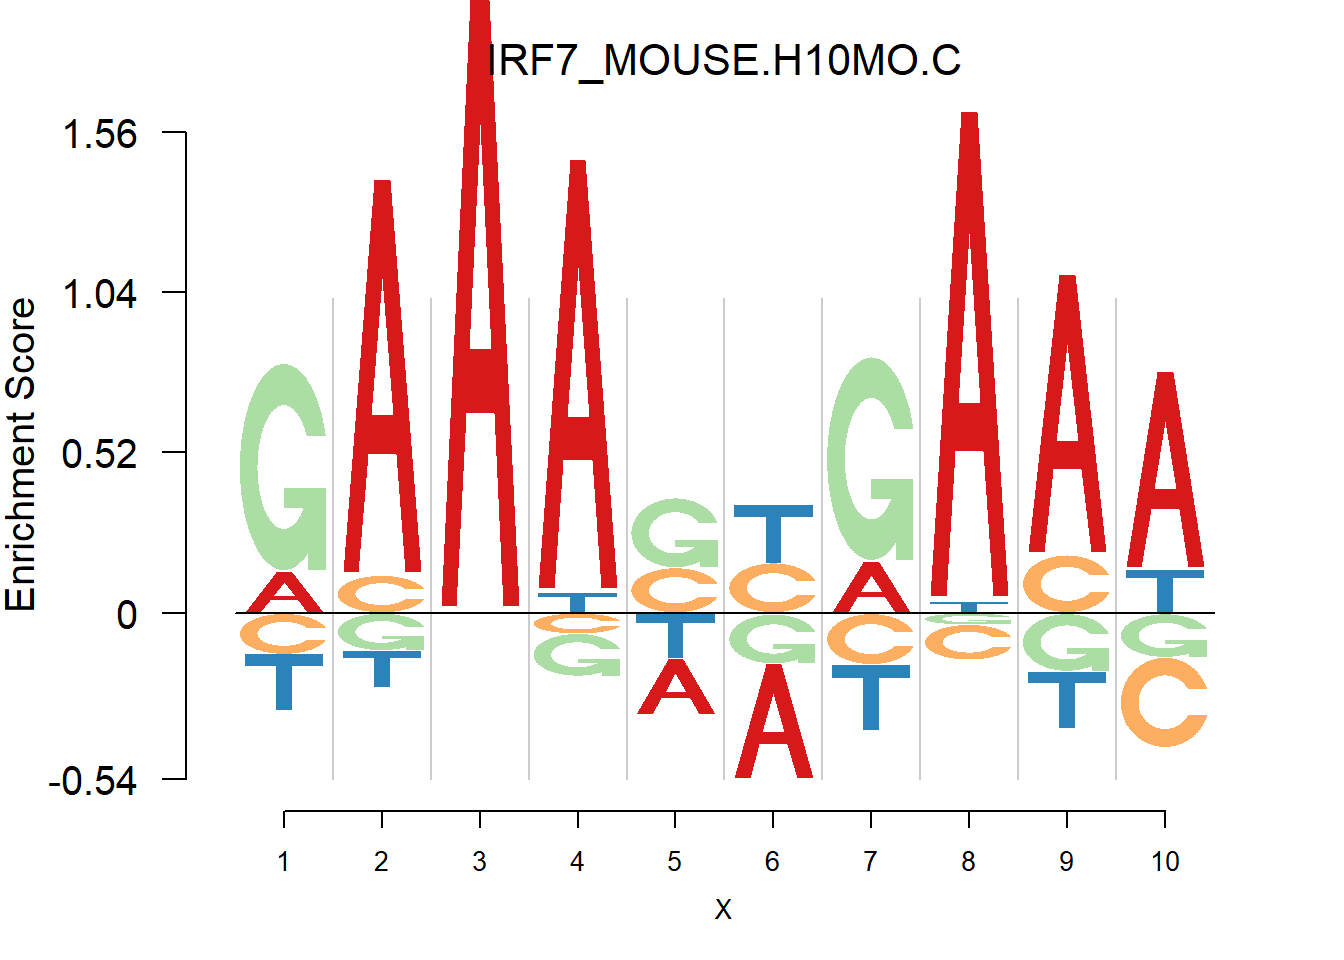 IRF7_MOUSE.H10MO.C
Enrichment Score
1.56
1.04
0.52
0
-0.54
G A A A G T G A A A
A C T C C A T C T
C G C T G C G G G
T T G A A T C T C
1 2 3 4 5 6 7 8 9 10
X